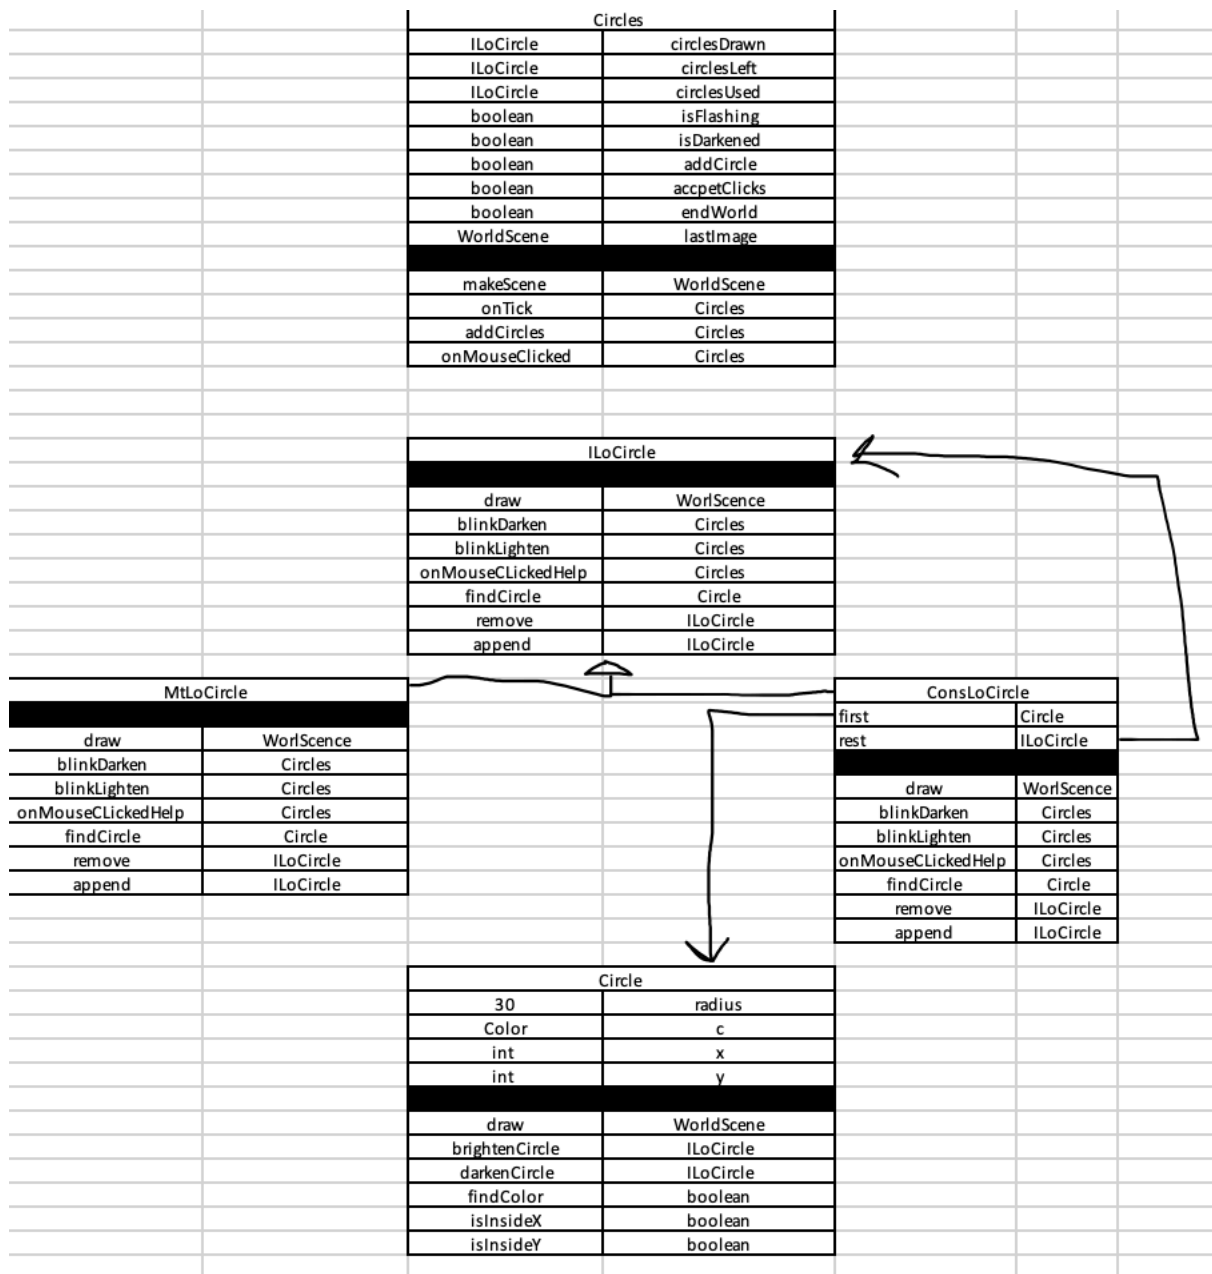 Circles
ILoCircle circlesDrawn
ILoCircle circlesLeft
ILoCircle circlesUsed
boolean isFlashing
boolean isDarkened
boolean addCircle
boolean accpetClicks
boolean endWorld
WorldScene lastImage
makeScene WorldScene
onTick Circles
addCircles Circles
onMouseClicked Circles
ILoCircle
draw WorlScence
blinkDarken Circles
blinkLighten Circles
onMouseCLickedHelp Circles
findCircle Circle
remove ILoCircle
append ILoCircle
MtLoCircle
draw WorlScence
blinkDarken Circles
blinkLighten Circles
onMouseCLickedHelp Circles
findCircle Circle
remove ILoCircle
append ILoCircle
ConsLoCircle
first Circle
rest ILoCircle
draw WorlScence
blinkDarken Circles
blinkLighten Circles
onMouseCLickedHelp Circles
findCircle Circle
remove ILoCircle
append ILoCircle
Circle
30 radius
Color c
int x
int y
draw WorldScene
brightenCircle ILoCircle
darkenCircle ILoCircle
findColor boolean
isInsideX boolean
isInsideY boolean